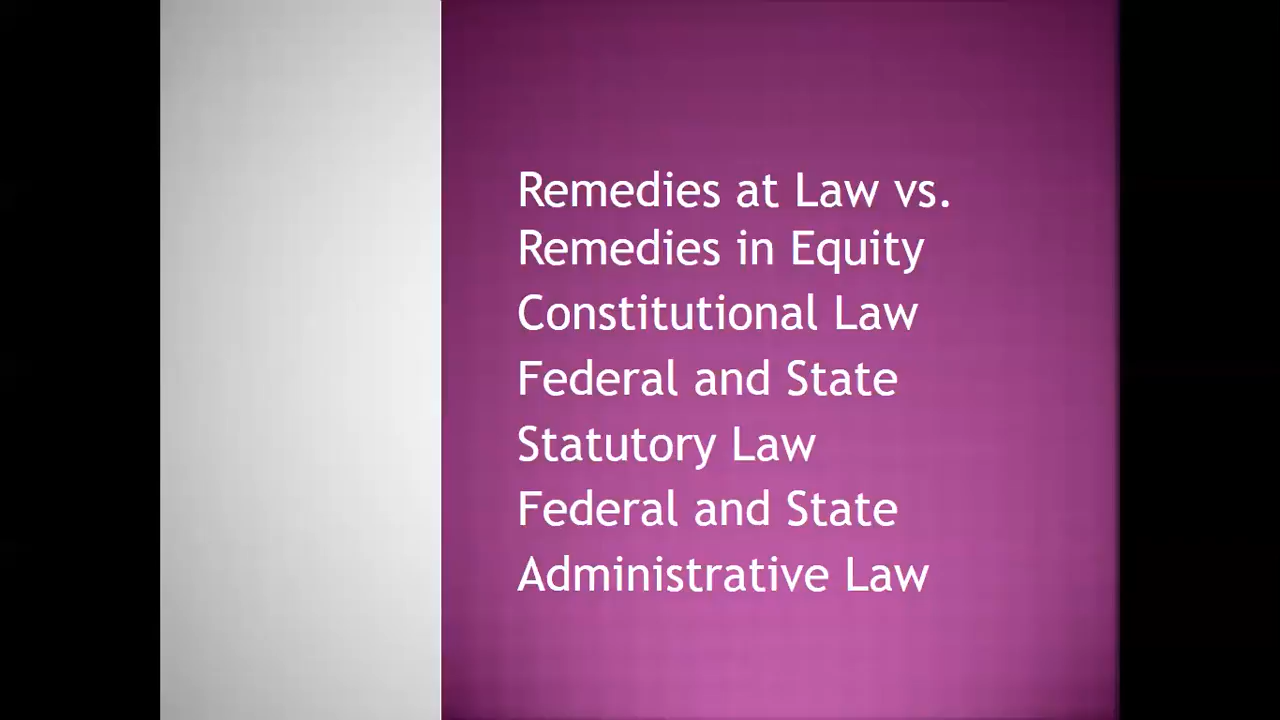 Remedies at Law vs.
Remedies in Equity
Constitutional Law
Federal and State
Statutory Law
Federal and State
Administrative Law